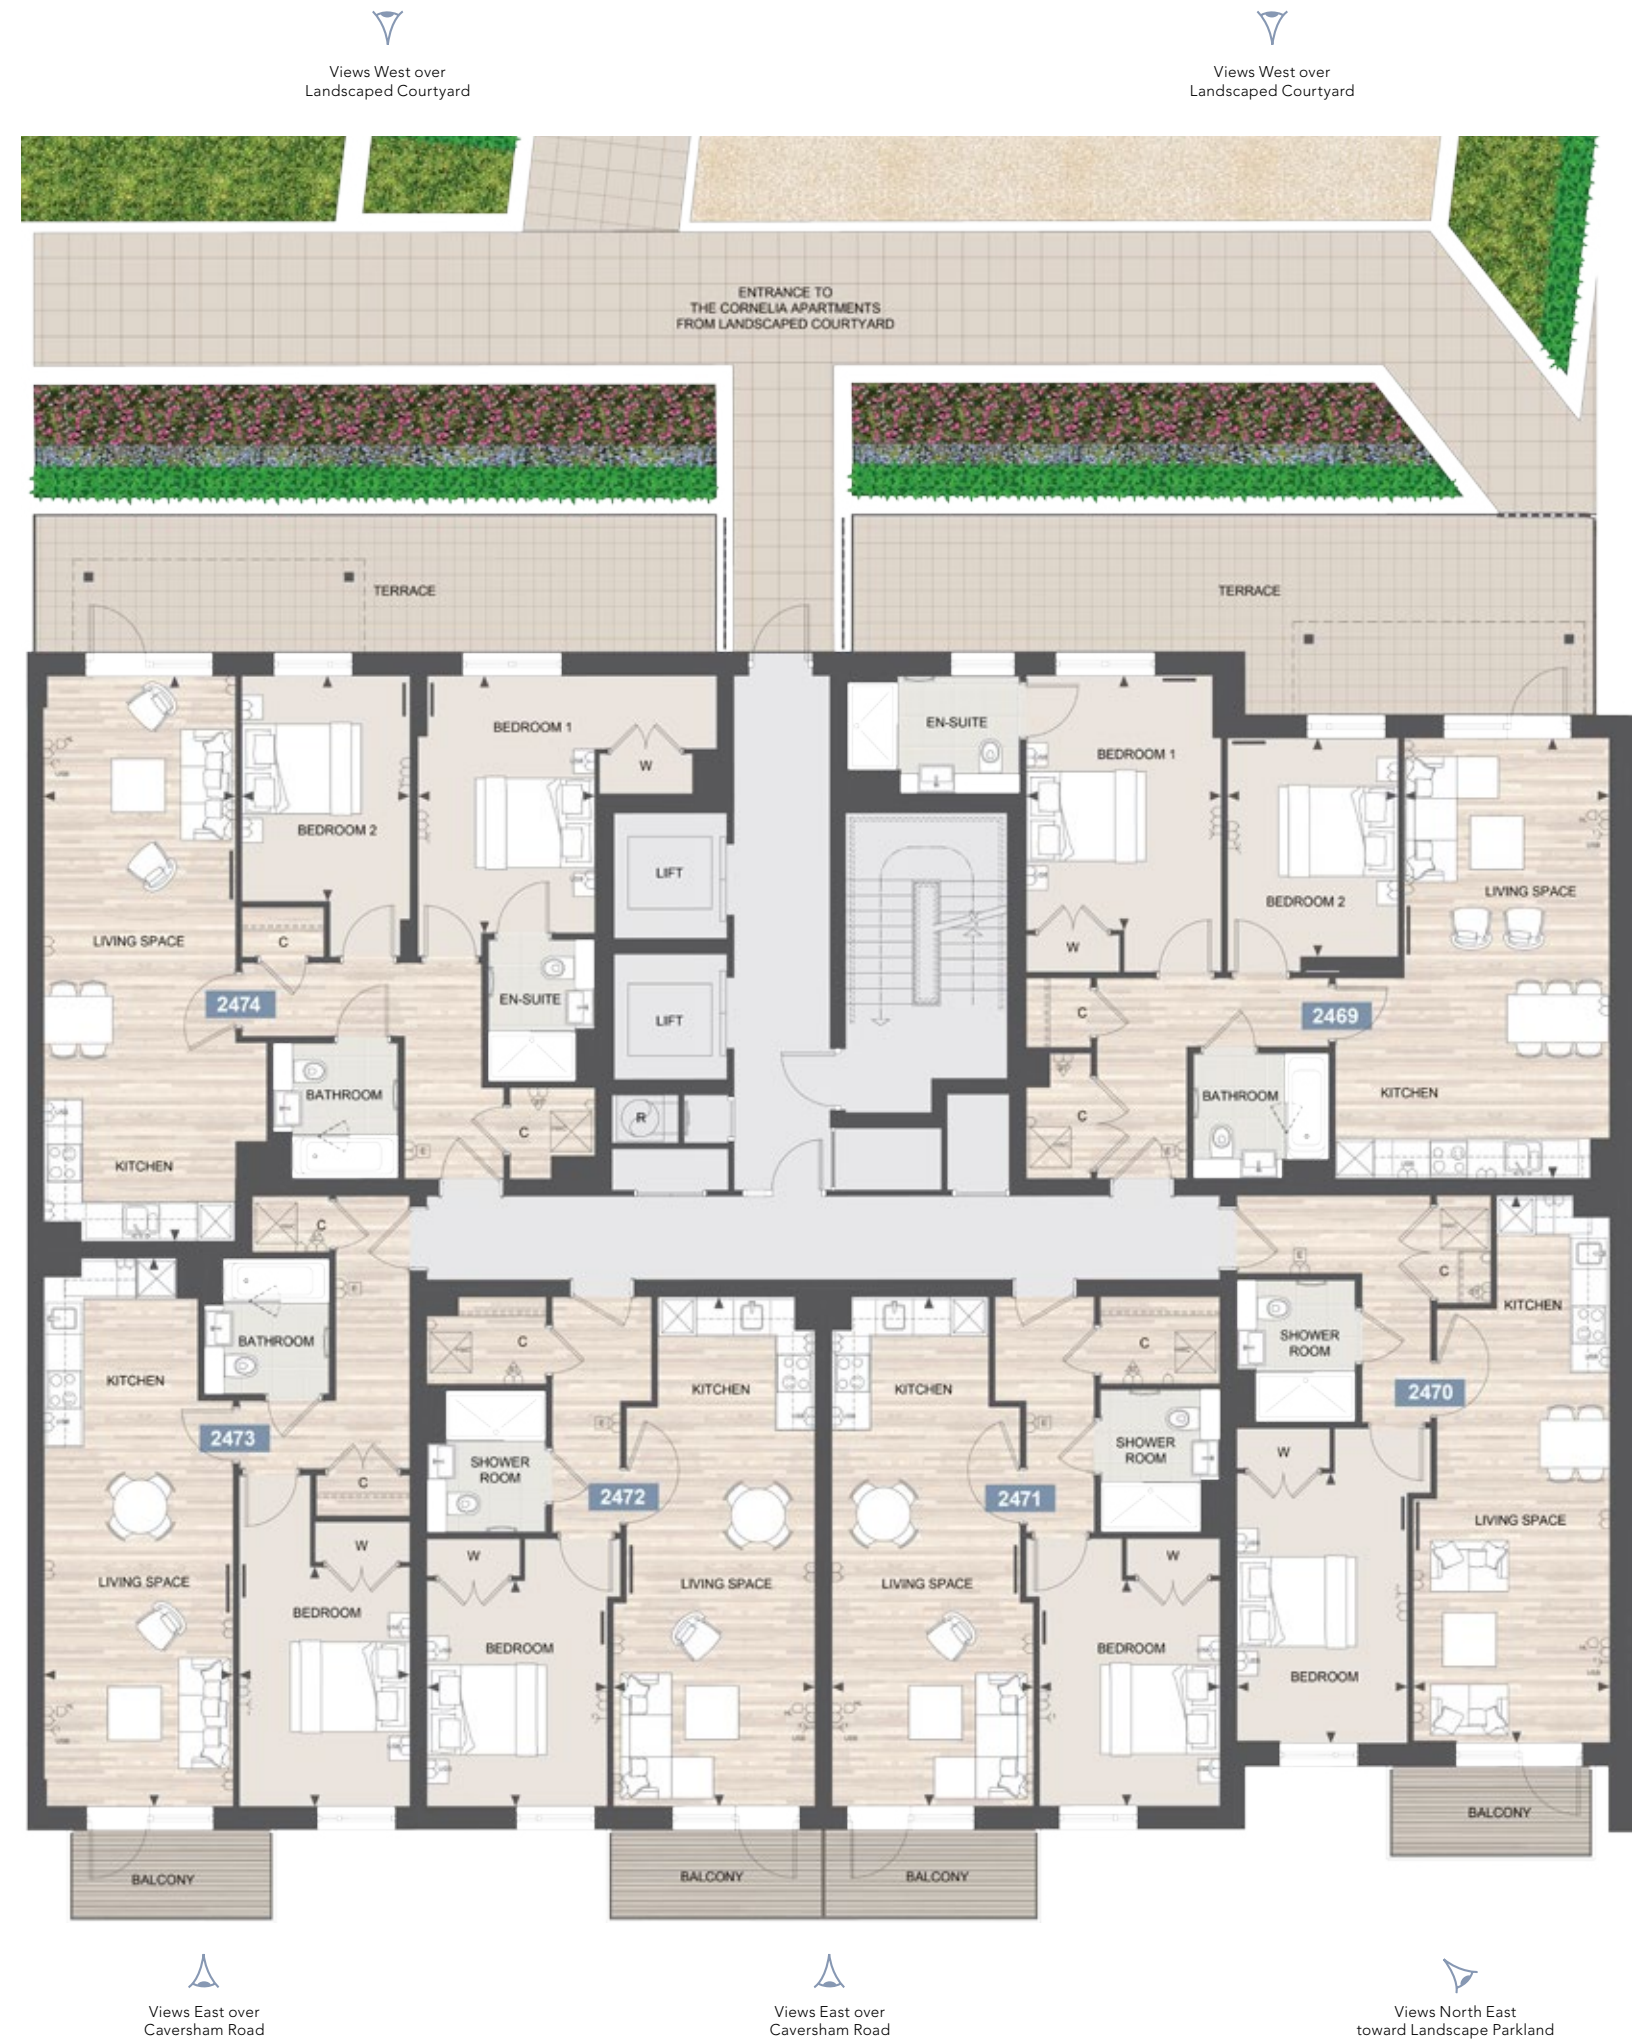 Views West over
Landscaped Courtyard
Views West over
Landscaped Courtyard
ENTRANCE TO
THE CORNELIA APARTMENTS
FROM LANDSCAPED COURTYARD
TERRACE
TERRACE
BEDROOM 1
W
BEDROOM 2
LIVING SPACE
C
2474
EN-SUITE
BATHROOM
C
KITCHEN
LIFT
LIFT
R
EN-SUITE
BEDROOM 1
BEDROOM 2
LIVING SPACE
W
C
2469
C
BATHROOM
KITCHEN
C
BATHROOM
KITCHEN
2473
C
W
LIVING SPACE
BEDROOM
BALCONY
C
KITCHEN
SHOWER
ROOM
2472
W
LIVING SPACE
BEDROOM
BALCONY
KITCHEN
C
SHOWER
ROOM
2471
W
LIVING SPACE
BEDROOM
BALCONY
C
KITCHEN
SHOWER
ROOM
2470
W
LIVING SPACE
BEDROOM
BALCONY
Views East over
Caversham Road
Views East over
Caversham Road
Views North East
toward Landscape Parkland